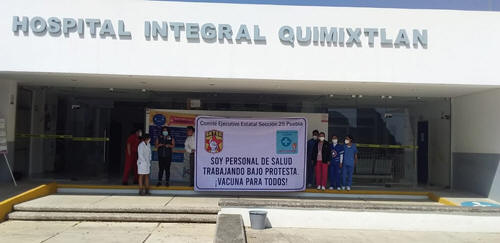 HOSPITAL INTEGRAL QUIMIXTLAN
Comité Ejecutivo Estatal Sección 25 Puebla
SOY PERSONAL DE SALUD
TRABAJANDO BAJO PROTESTA.
¡VACUNA PARA TODOS!